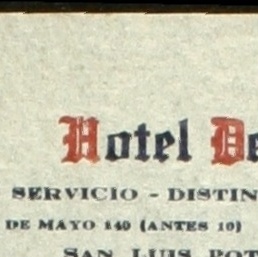 Hotel De
SERVICIO - DISTIN
DE MAYO 140 (ANTES 10)
SAN LUIS POT